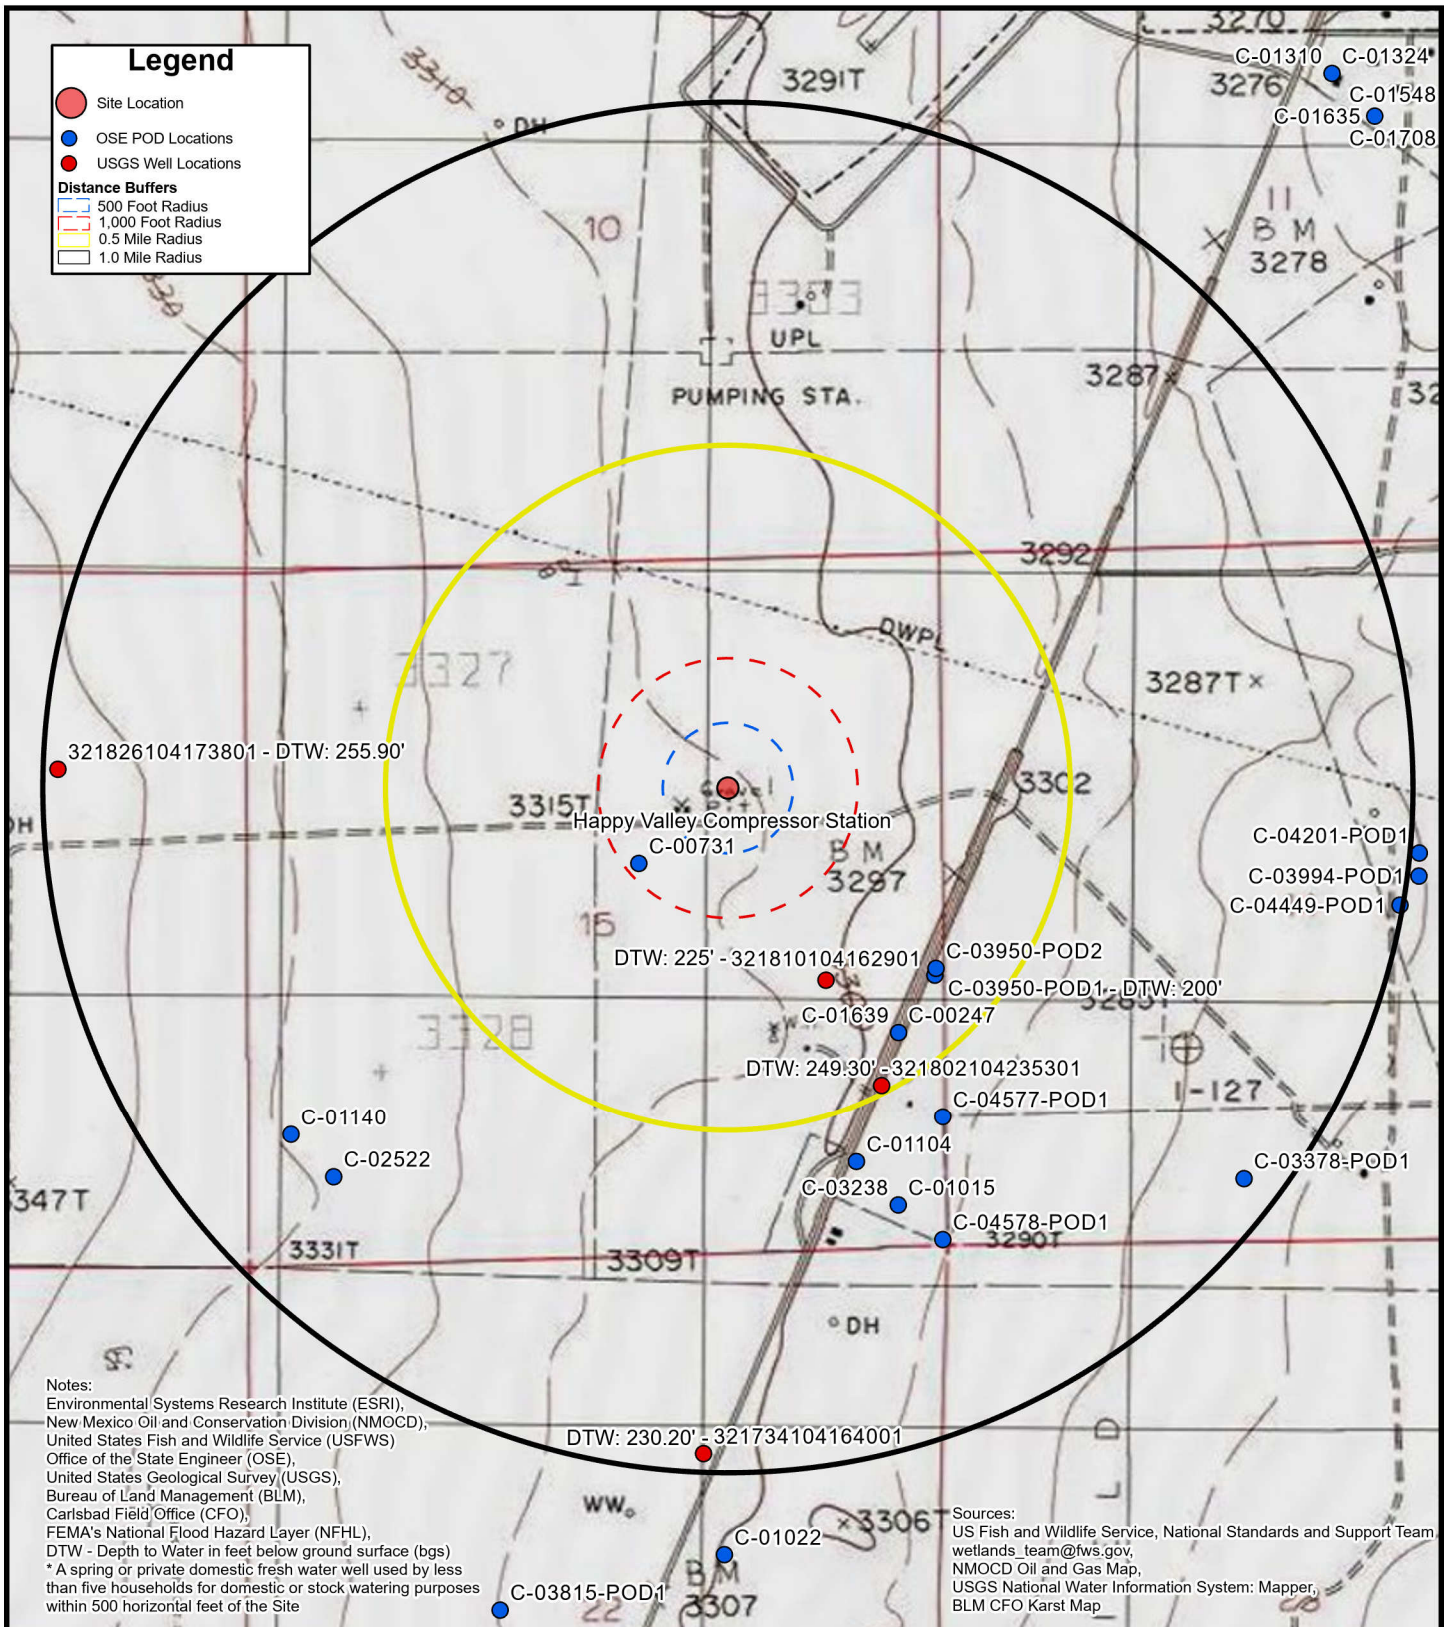 Legend
Site Location
OSE POD Locations
USGS Well Locations
Distance Buffers
500 Foot Radius
1,000 Foot Radius
0.5 Mile Radius
1.0 Mile Radius
3270
C-01310 C-01324
3276
C-01548
C-01635
C-01708
3310
3291T
DH
10
11
B M
3278
3303
UPL
PUMPING STA.
3287
3292
DWPL
3327
3287T
321826104173801 - DTW: 255.90'
3302
3315T
Gravel
Pit
Happy Valley Compressor Station
DH
C-00731
B M
3297
C-04201-POD1
C-03994-POD1
C-04449-POD1
15
C-03950-POD2
DTW: 225' - 321810104162901
C-03950-POD1 - DTW: 200'
C-01639 C-00247
3328
DTW: 249.30' - 321802104235301
1-127
C-04577-POD1
C-01140
C-01104
C-02522
C-03378-POD1
C-03238 C-01015
347T
C-04578-POD1
3290T
3331T
3309T
DH
DTW: 230.20' - 321734104164001
WW
3306T
C-01022
B M
3307
C-03815-POD1
22
L D
Notes:
Environmental Systems Research Institute (ESRI),
New Mexico Oil and Conservation Division (NMOCD),
United States Fish and Wildlife Service (USFWS)
Office of the State Engineer (OSE),
United States Geological Survey (USGS),
Bureau of Land Management (BLM),
Carlsbad Field Office (CFO),
FEMA's National Flood Hazard Layer (NFHL),
DTW - Depth to Water in feet below ground surface (bgs)
* A spring or private domestic fresh water well used by less
than five households for domestic or stock watering purposes
within 500 horizontal feet of the Site
Sources:
US Fish and Wildlife Service, National Standards and Support Team,
wetlands_team@fws.gov,
NMOCD Oil and Gas Map,
USGS National Water Information System: Mapper,
BLM CFO Karst Map